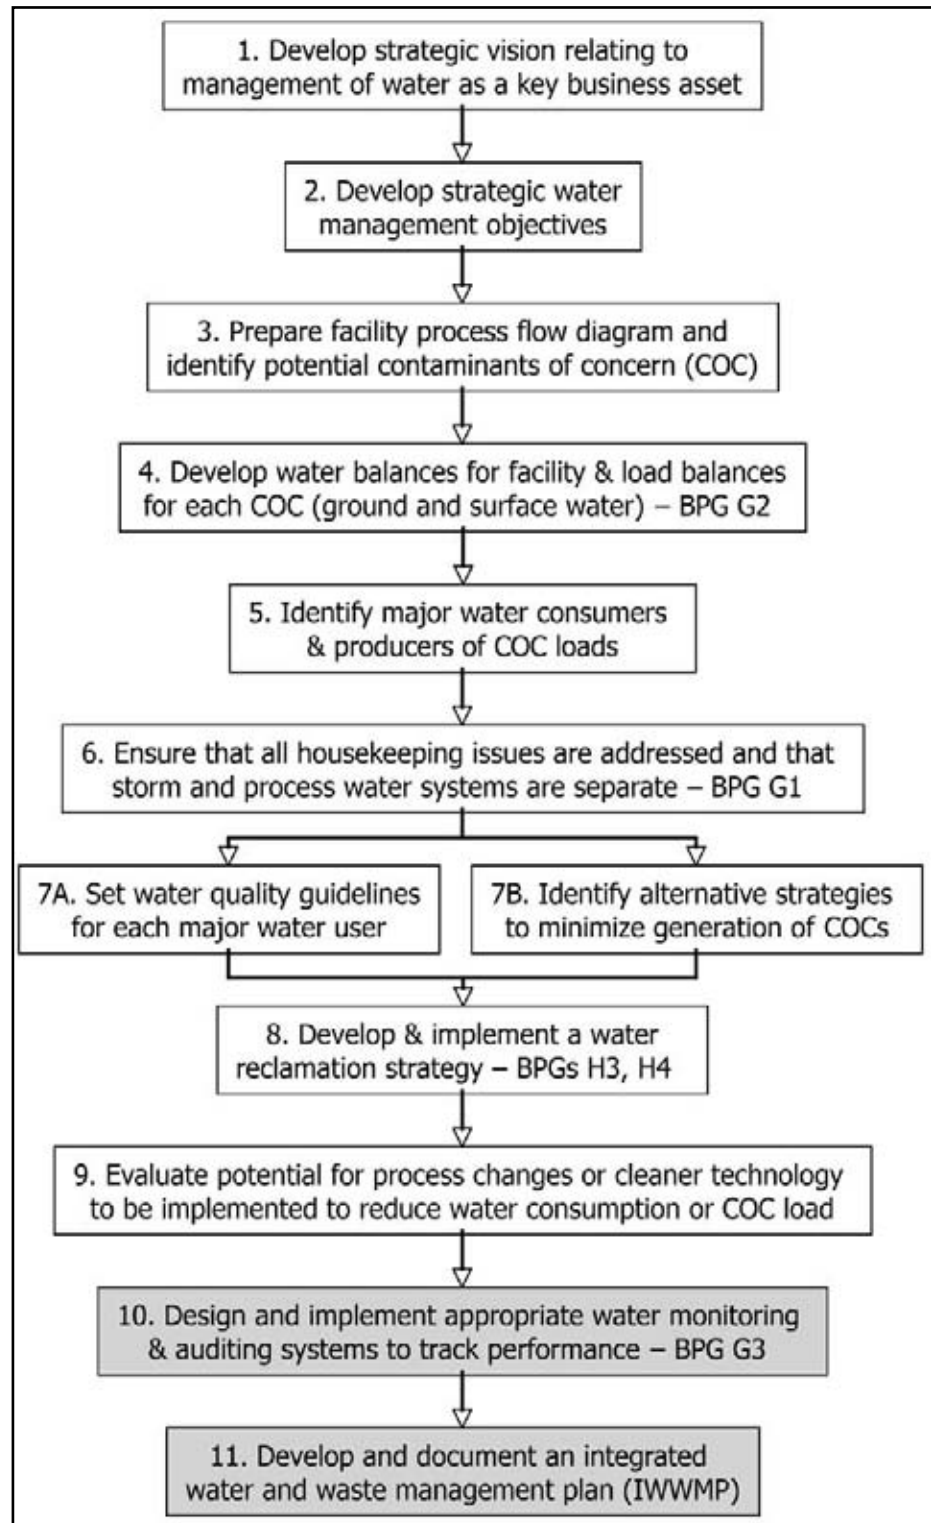 1. Develop strategic vision relating to
management of water as a key business asset
2. Develop strategic water
management objectives
3. Prepare facility process flow diagram and
identify potential contaminants of concern (COC)
4. Develop water balances for facility & load balances
for each COC (ground and surface water) – BPG G2
5. Identify major water consumers
& producers of COC loads
6. Ensure that all housekeeping issues are addressed and that
storm and process water systems are separate – BPG G1
7A. Set water quality guidelines
for each major water user
7B. Identify alternative strategies
to minimize generation of COCs
8. Develop & implement a water
reclamation strategy – BPGs H3, H4
9. Evaluate potential for process changes or cleaner technology
to be implemented to reduce water consumption or COC load
10. Design and implement appropriate water monitoring
& auditing systems to track performance – BPG G3
11. Develop and document an integrated
water and waste management plan (IWWMP)